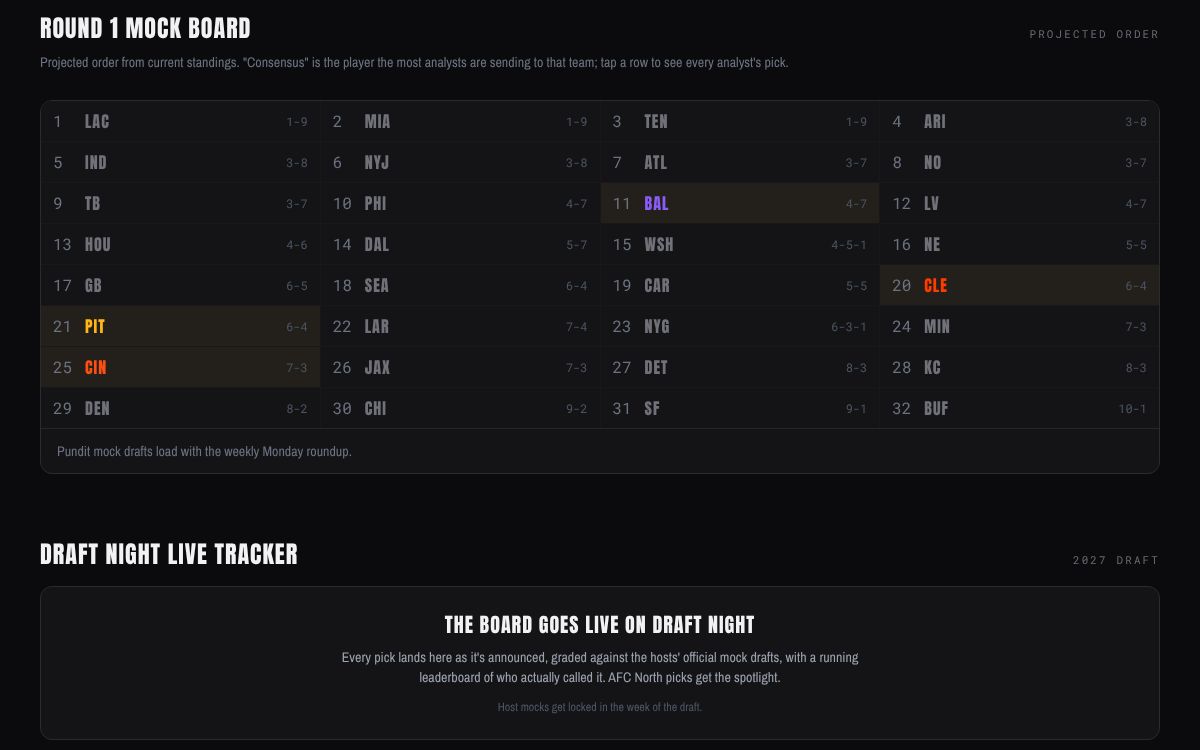 ROUND 1 MOCK BOARD
PROJECTED ORDER
Projected order from current standings. "Consensus" is the player the most analysts are sending to that team; tap a row to see every analyst's pick.
1 LAC 1-9 2 MIA 1-9 3 TEN 1-9 4 ARI 3-8
5 IND 3-8 6 NYJ 3-8 7 ATL 3-7 8 NO 3-7
9 TB 3-7 10 PHI 4-7 11 BAL 4-7 12 LV 4-7
13 HOU 4-6 14 DAL 5-7 15 WSH 4-5-1 16 NE 5-5
17 GB 6-5 18 SEA 6-4 19 CAR 5-5 20 CLE 6-4
21 PIT 6-4 22 LAR 7-4 23 NYG 6-3-1 24 MIN 7-3
25 CIN 7-3 26 JAX 7-3 27 DET 8-3 28 KC 8-3
29 DEN 8-2 30 CHI 9-2 31 SF 9-1 32 BUF 10-1
Pundit mock drafts load with the weekly Monday roundup.
DRAFT NIGHT LIVE TRACKER
2027 DRAFT
THE BOARD GOES LIVE ON DRAFT NIGHT
Every pick lands here as it's announced, graded against the hosts' official mock drafts, with a running
leaderboard of who actually called it. AFC North picks get the spotlight.
Host mocks get locked in the week of the draft.